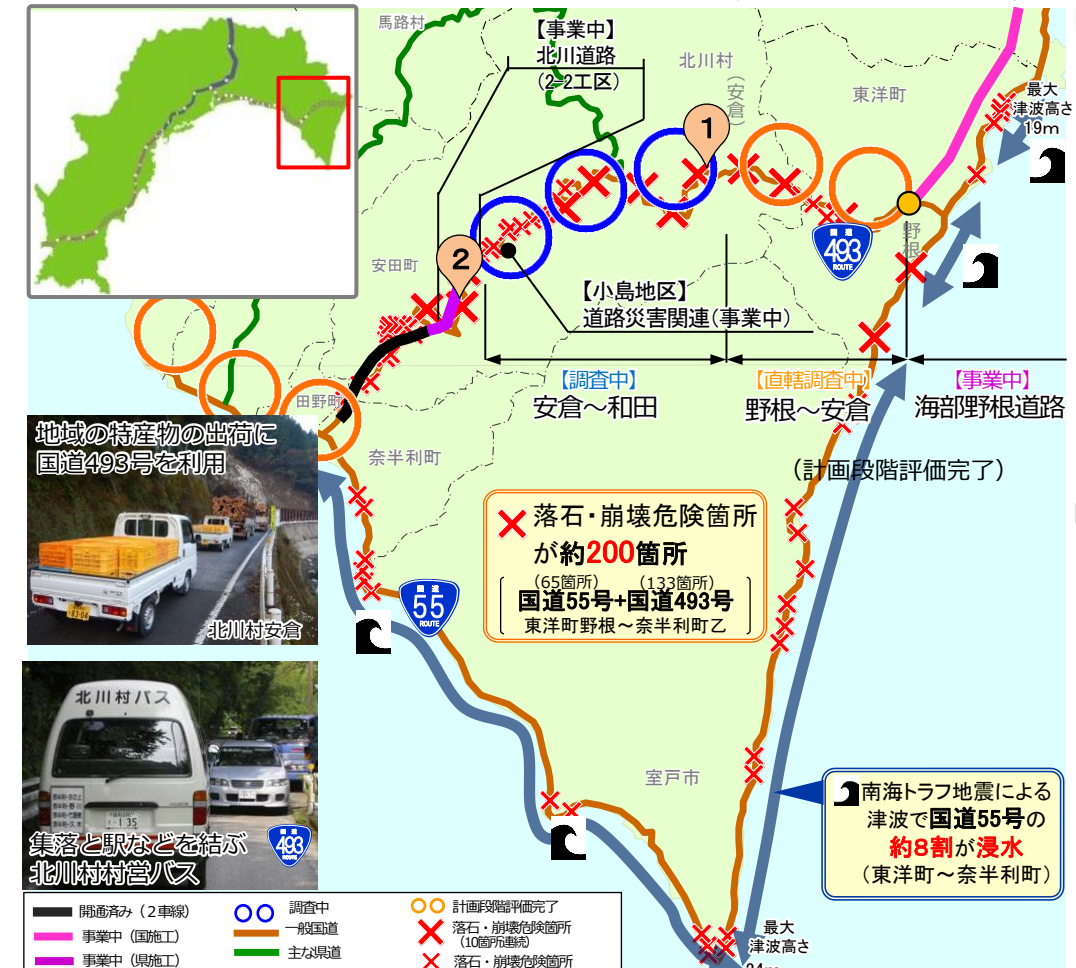 馬路村
【事業中】
北川道路
(2-2工区)
北川村
(安倉)
東洋町
最大
津波高さ
19m
1
2
安田町
国道
493
ROUTE
野根
【小島地区】
道路災害関連(事業中)
【調査中】
安倉～和田
【直轄調査中】
野根～安倉
【事業中】
海部野根道路
(計画段階評価完了)
田野町
奈半利町
地域の特産物の出荷に
国道493号を利用
北川村安倉
落石・崩壊危険箇所
が約200箇所
(65箇所) (133箇所)
国道55号+国道493号
東洋町野根～奈半利町乙
国道
55
ROUTE
北川村バス
・1 35
集落と駅などを結ぶ
北川村村営バス
国道
493
ROUTE
室戸市
南海トラフ地震による
津波で国道55号の
約8割が浸水
(東洋町～奈半利町)
最大
津波高さ
開通済み(2車線)
事業中(国施工)
事業中(県施工)
調査中
一般国道
主な県道
計画段階評価完了
落石・崩壊危険箇所
(10箇所連続)
落石・崩壊危険箇所